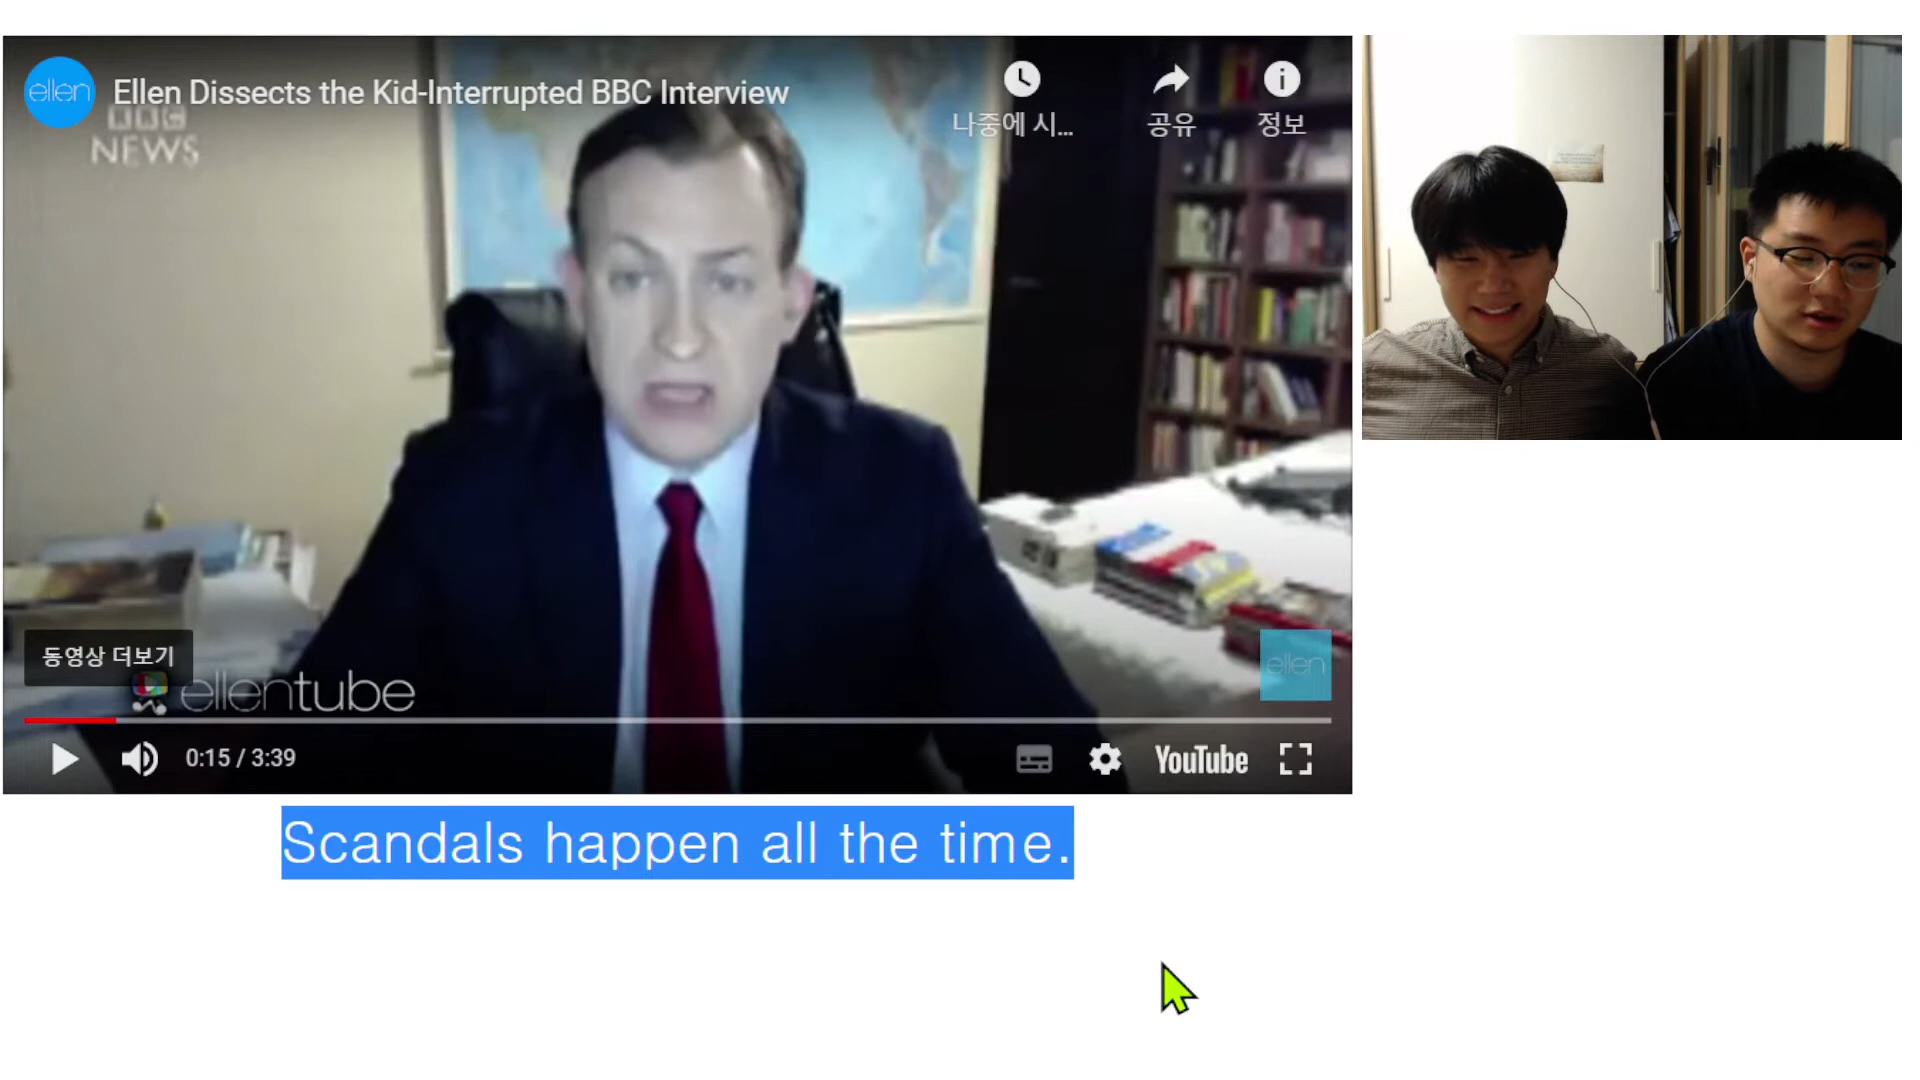 ellen
Ellen Dissects the Kid-Interrupted BBC Interview
나중에 시...
공유
정보
BBC
NEWS
동영상 더보기
ellentube
ellen
0:15 / 3:39
YouTube
Scandals happen all the time.